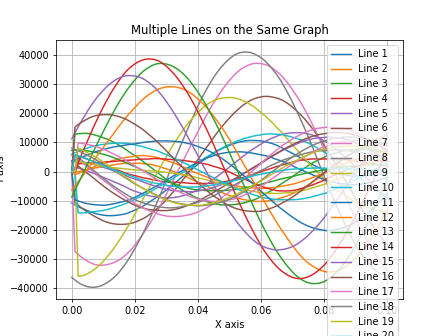 Multiple Lines on the Same Graph
40000
30000
20000
10000
0
−10000
−20000
−30000
−40000
0.00
0.02
0.04
0.06
X axis
Line 1
Line 2
Line 3
Line 4
Line 5
Line 6
Line 7
Line 8
Line 9
Line 10
Line 11
Line 12
Line 13
Line 14
Line 15
Line 16
Line 17
Line 18
Line 19
Line 20